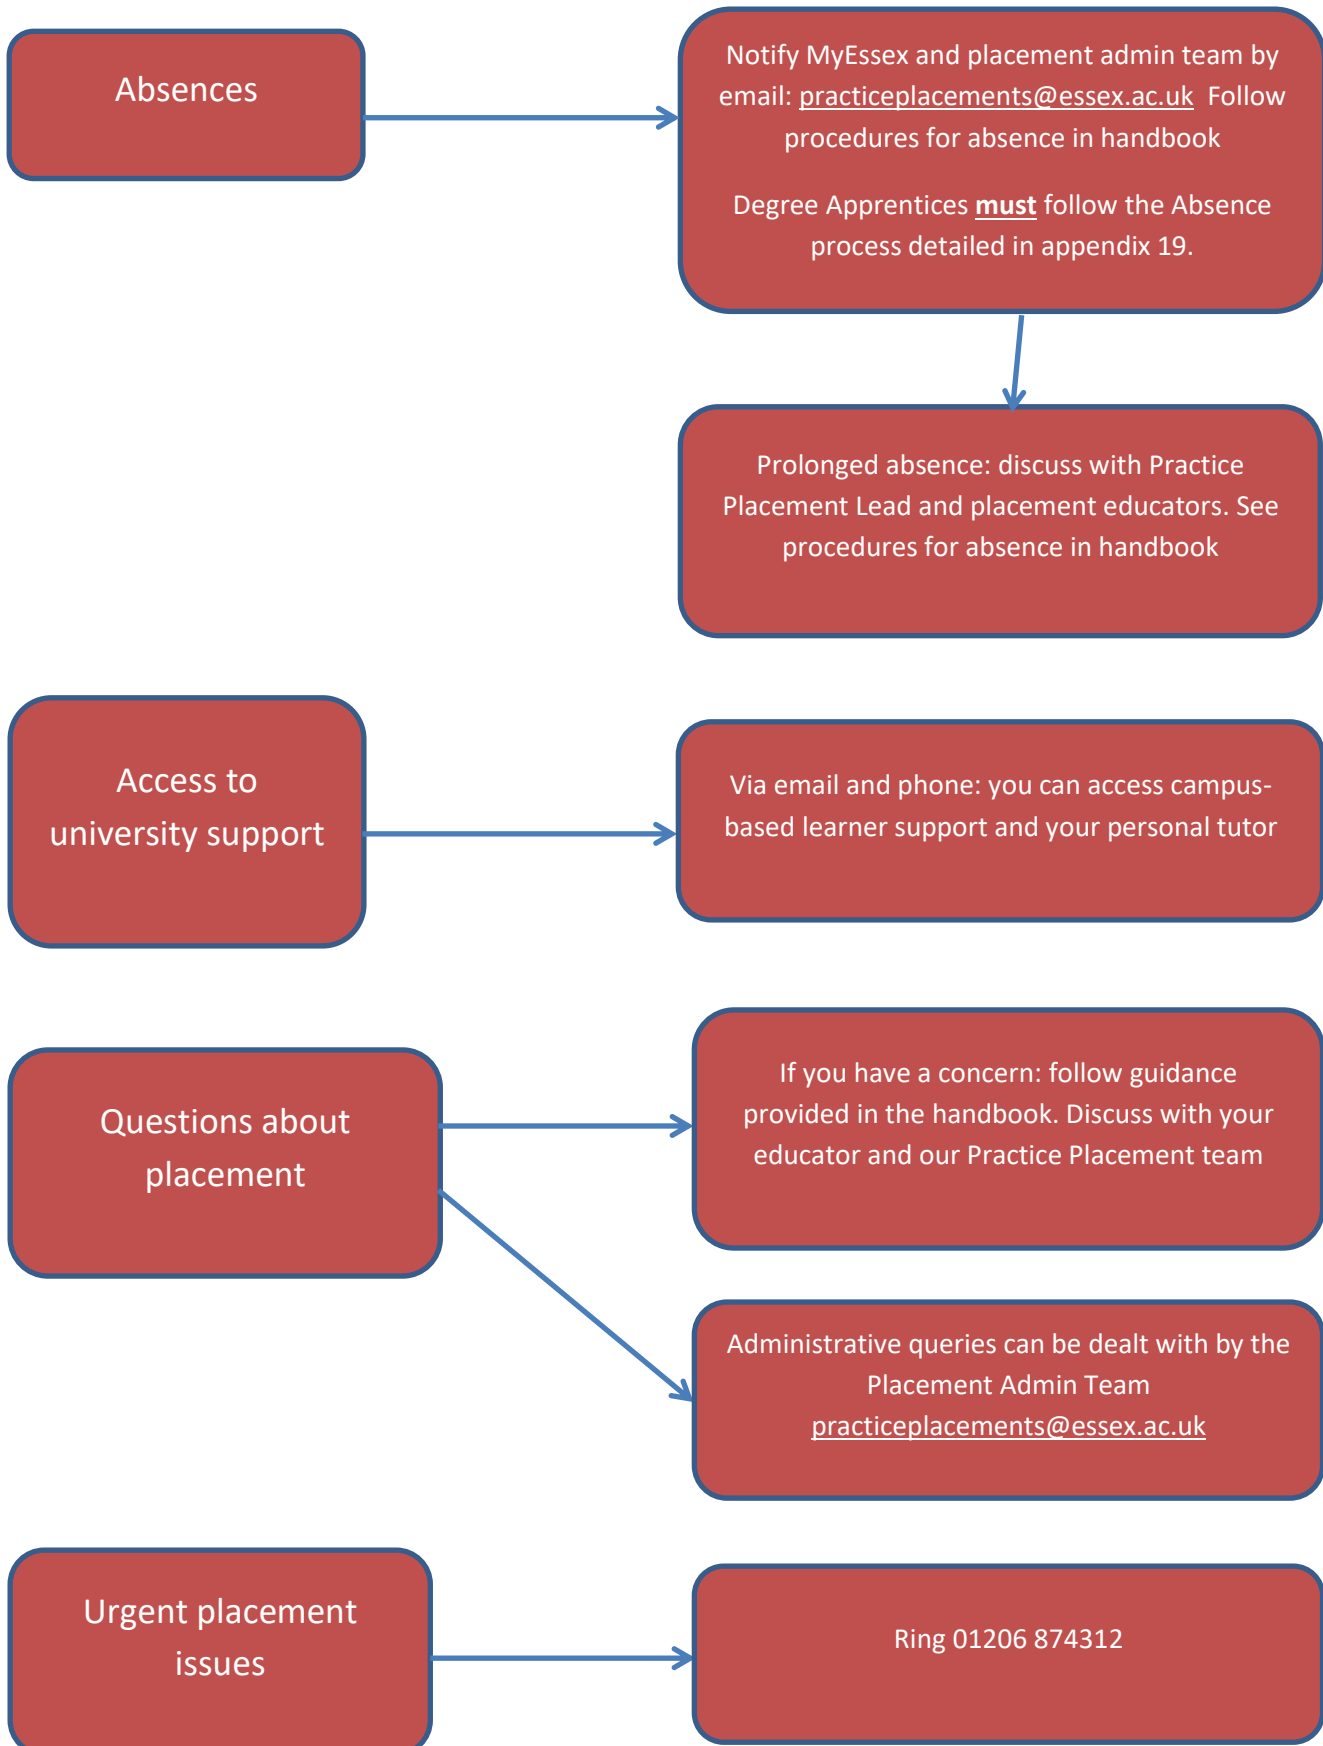 Absences
Notify MyEssex and placement admin team by
email: practiceplacements@essex.ac.uk  Follow
procedures for absence in handbook
Degree Apprentices must follow the Absence
process detailed in appendix 19.
Prolonged absence: discuss with Practice
Placement Lead and placement educators. See
procedures for absence in handbook
Access to
university support
Via email and phone: you can access campus-
based learner support and your personal tutor
Questions about
placement
If you have a concern: follow guidance
provided in the handbook. Discuss with your
educator and our Practice Placement team
Administrative queries can be dealt with by the
Placement Admin Team
practiceplacements@essex.ac.uk
Urgent placement
issues
Ring 01206 874312